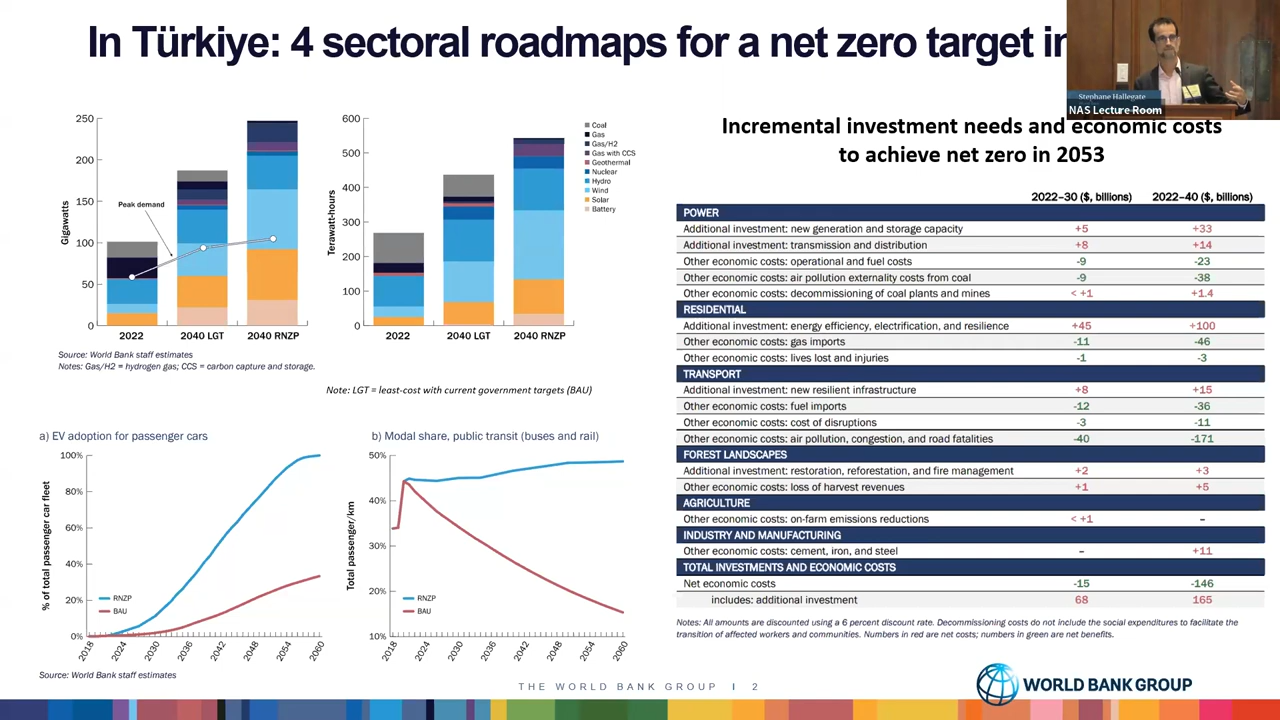 In Türkiye: 4 sectoral roadmaps for a net zero target in
Stephane Hallegate
NAS Lecture Room
250
200
150
100
50
0
Gigawatts
Peak demand
2022
2040 LGT
2040 RNZP
600
500
400
300
200
100
0
Terawatt-hours
2022
2040 LGT
2040 RNZP
Coal
Gas
Gas/H2
Gas with CCS
Geothermal
Nuclear
Hydro
Wind
Solar
Battery
Source: World Bank staff estimates
Notes: Gas/H2 = hydrogen gas; CCS = carbon capture and storage.
Note: LGT = least-cost with current government targets (BAU)
a) EV adoption for passenger cars
100%
80%
60%
40%
20%
0%
% of total passenger car fleet
RNZP
BAU
2018
2024
2030
2036
2042
2048
2054
2060
b) Modal share, public transit (buses and rail)
50%
40%
30%
20%
10%
Total passenger/km
RNZP
BAU
2018
2024
2030
2036
2042
2048
2054
2060
Source: World Bank staff estimates
Incremental investment needs and economic costs
to achieve net zero in 2053
2022–30 ($, billions) 2022–40 ($, billions)
POWER
Additional investment: new generation and storage capacity +5 +33
Additional investment: transmission and distribution +8 +14
Other economic costs: operational and fuel costs -9 -23
Other economic costs: air pollution externality costs from coal -9 -38
Other economic costs: decommissioning of coal plants and mines < +1 +1.4
RESIDENTIAL
Additional investment: energy efficiency, electrification, and resilience +45 +100
Other economic costs: gas imports -11 -46
Other economic costs: lives lost and injuries -1 -3
TRANSPORT
Additional investment: new resilient infrastructure +8 +15
Other economic costs: fuel imports -12 -36
Other economic costs: cost of disruptions -3 -11
Other economic costs: air pollution, congestion, and road fatalities -40 -171
FOREST LANDSCAPES
Additional investment: restoration, reforestation, and fire management +2 +3
Other economic costs: loss of harvest revenues +1 +5
AGRICULTURE
Other economic costs: on-farm emissions reductions < +1 –
INDUSTRY AND MANUFACTURING
Other economic costs: cement, iron, and steel – +11
TOTAL INVESTMENTS AND ECONOMIC COSTS
Net economic costs -15 -146
includes: additional investment 68 165
Notes: All amounts are discounted using a 6 percent discount rate. Decommissioning costs do not include the social expenditures to facilitate the
transition of affected workers and communities. Numbers in red are net costs; numbers in green are net benefits.
THE WORLD BANK GROUP I 2
WORLD BANK GROUP